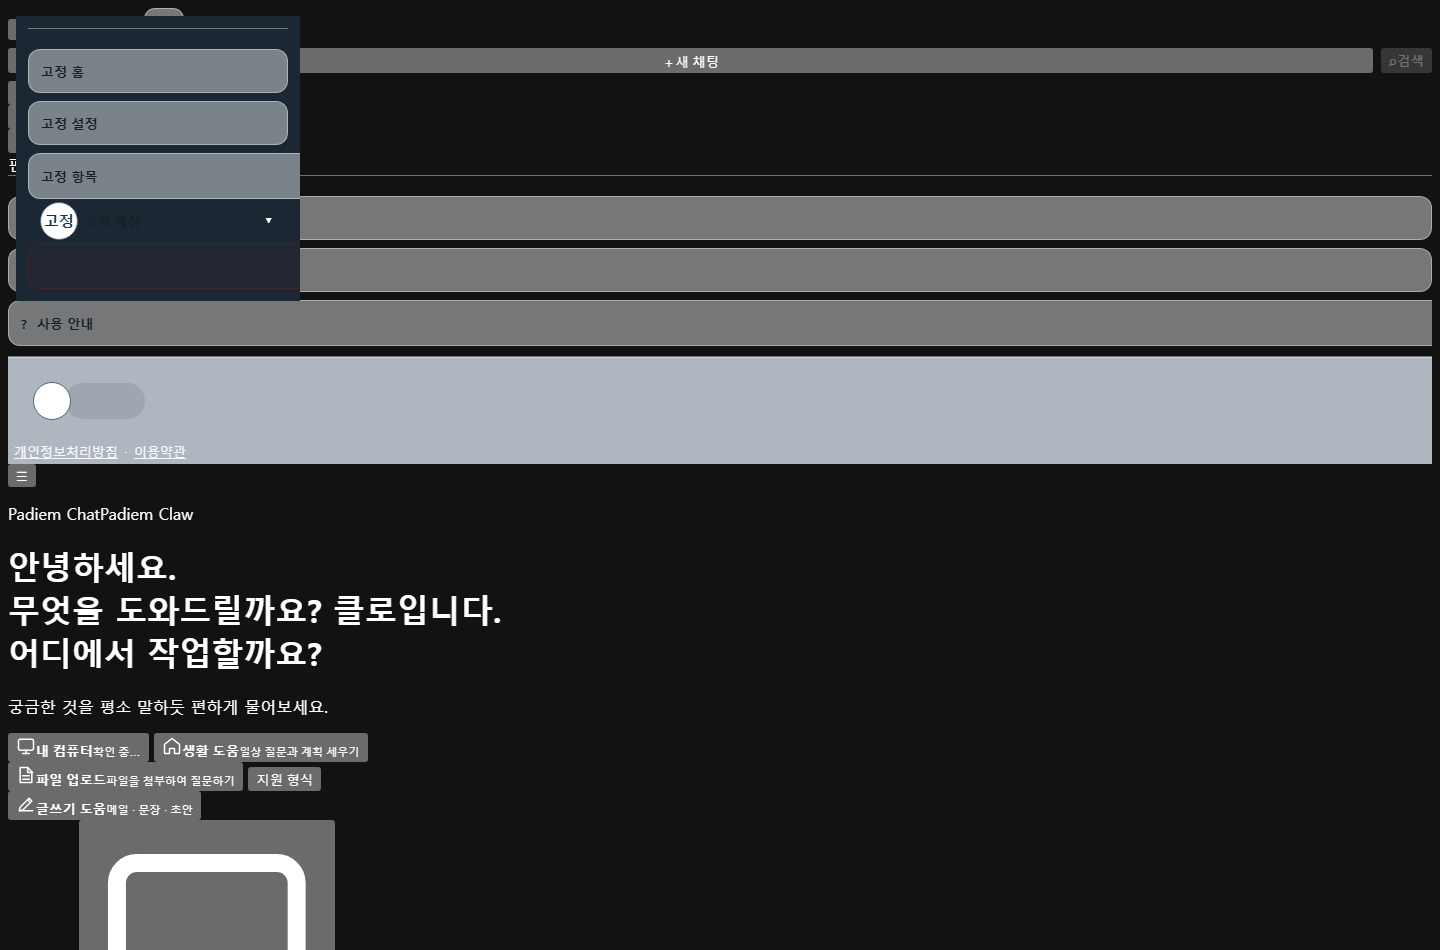 + 새 채팅
⌕검색
고정 홈
고정 설정
고정 항목
고정 고정 계정 ▼
? 사용 안내
개인정보처리방침 · 이용약관
☰
Padiem ChatPadiem Claw
안녕하세요.
무엇을 도와드릴까요? 클로입니다.
어디에서 작업할까요?
궁금한 것을 평소 말하듯 편하게 물어보세요.
내 컴퓨터확인 중… 생활 도움일상 질문과 계획 세우기
파일 업로드파일을 첨부하여 질문하기 지원 형식
글쓰기 도움메일 · 문장 · 초안